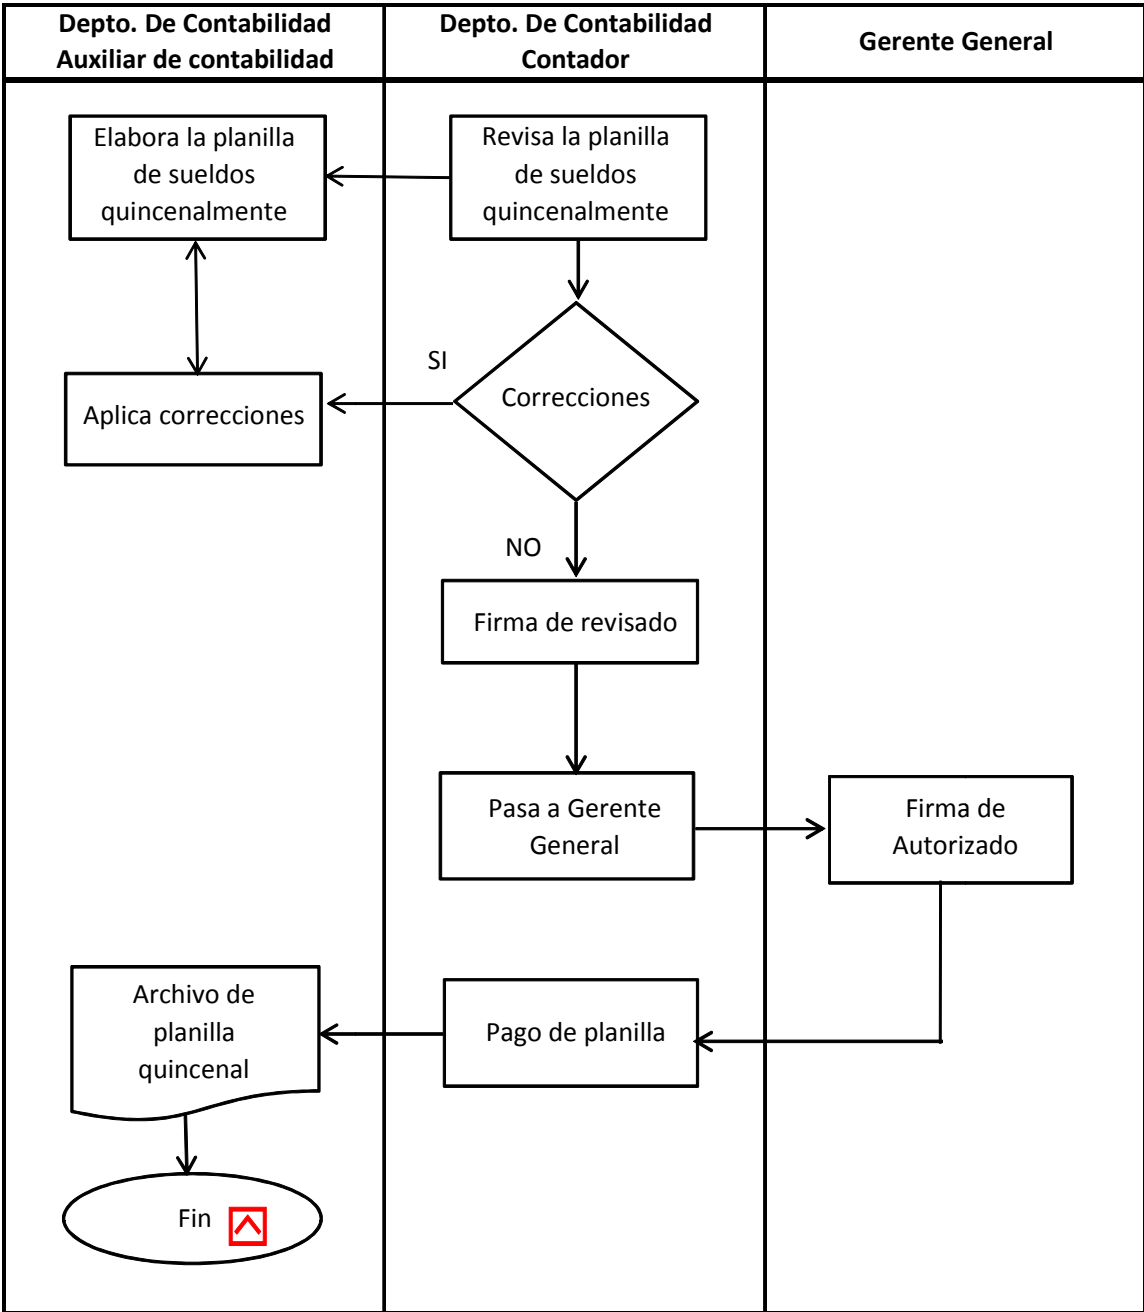 Depto. De Contabilidad
Auxiliar de contabilidad
Depto. De Contabilidad
Contador
Gerente General
Elabora la planilla
de sueldos
quincenalmente
Revisa la planilla
de sueldos
quincenalmente
SI
Correcciones
Aplica correcciones
NO
Firma de revisado
Pasa a Gerente
General
Firma de
Autorizado
Archivo de
planilla
quincenal
Pago de planilla
Fin